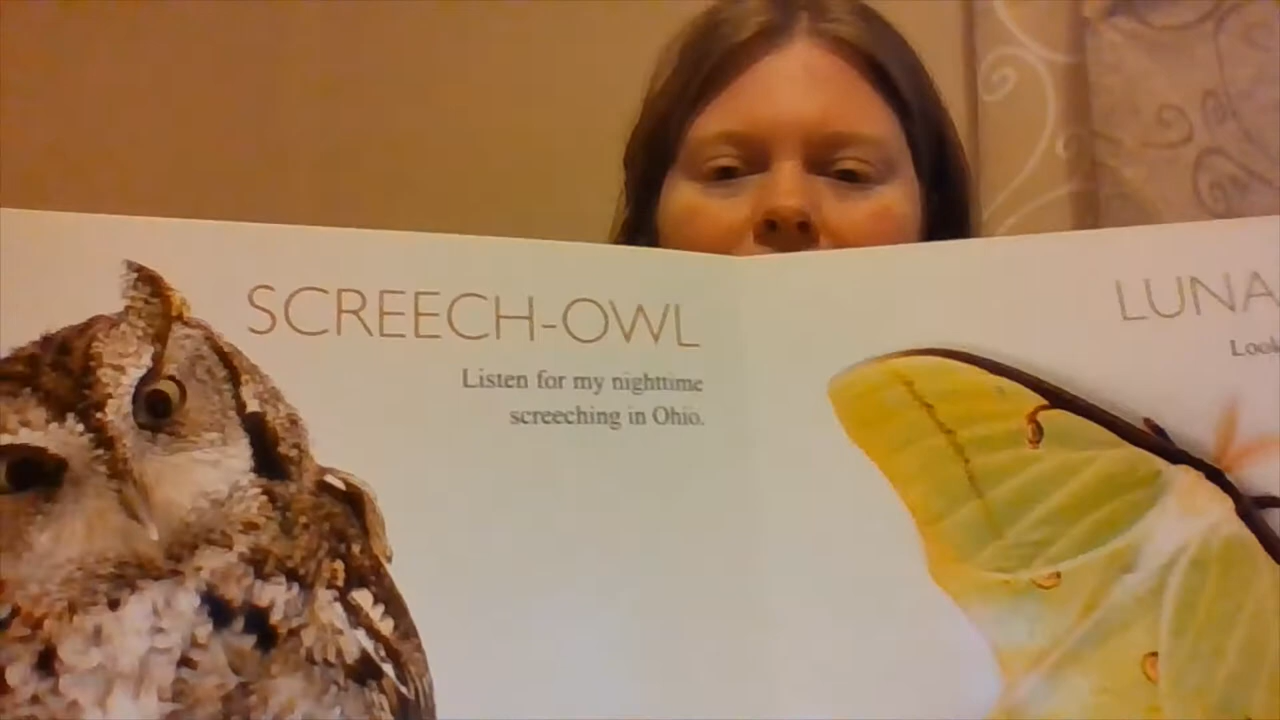 SCREECH-OWL
Listen for my nighttime
screeching in Ohio.
LUNA
Look